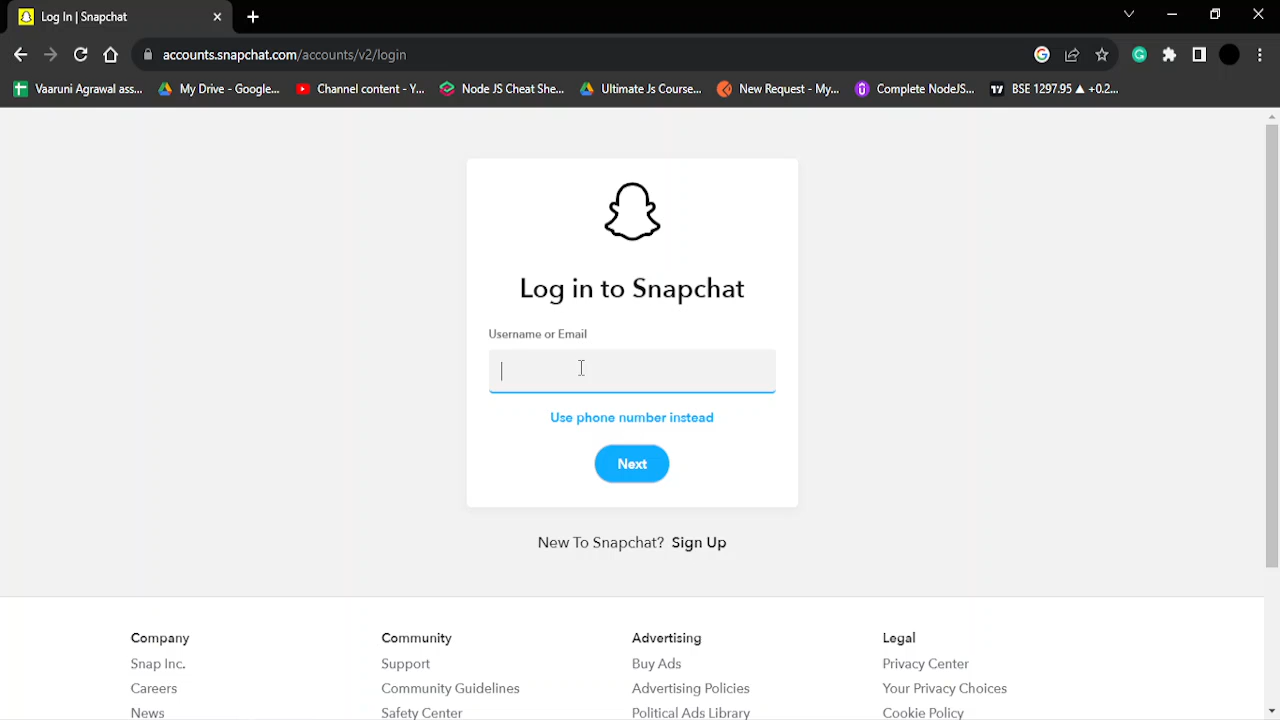 Log In | Snapchat
accounts.snapchat.com/accounts/v2/login
Vaaruni Agrawal ass... My Drive - Google... Channel content - Y... Node JS Cheat She... Ultimate Js Course... New Request - My... Complete NodeJS... BSE 1297.95 ▲ +0.2...
Log in to Snapchat
Username or Email
Use phone number instead
Next
New To Snapchat? Sign Up
Company Community Advertising Legal
Snap Inc. Support Buy Ads Privacy Center
Careers Community Guidelines Advertising Policies Your Privacy Choices
News Safety Center Political Ads Library Cookie Policy